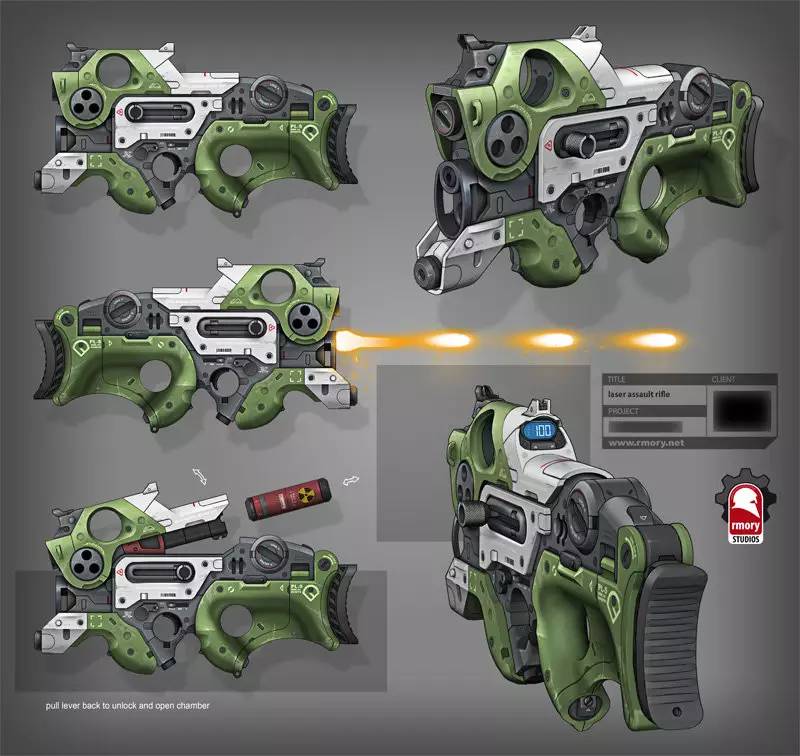 100
TITLE
CLIENT
laser assault rifle
PROJECT
www.rmory.net
rmory
STUDIOS
pull lever back to unlock and open chamber